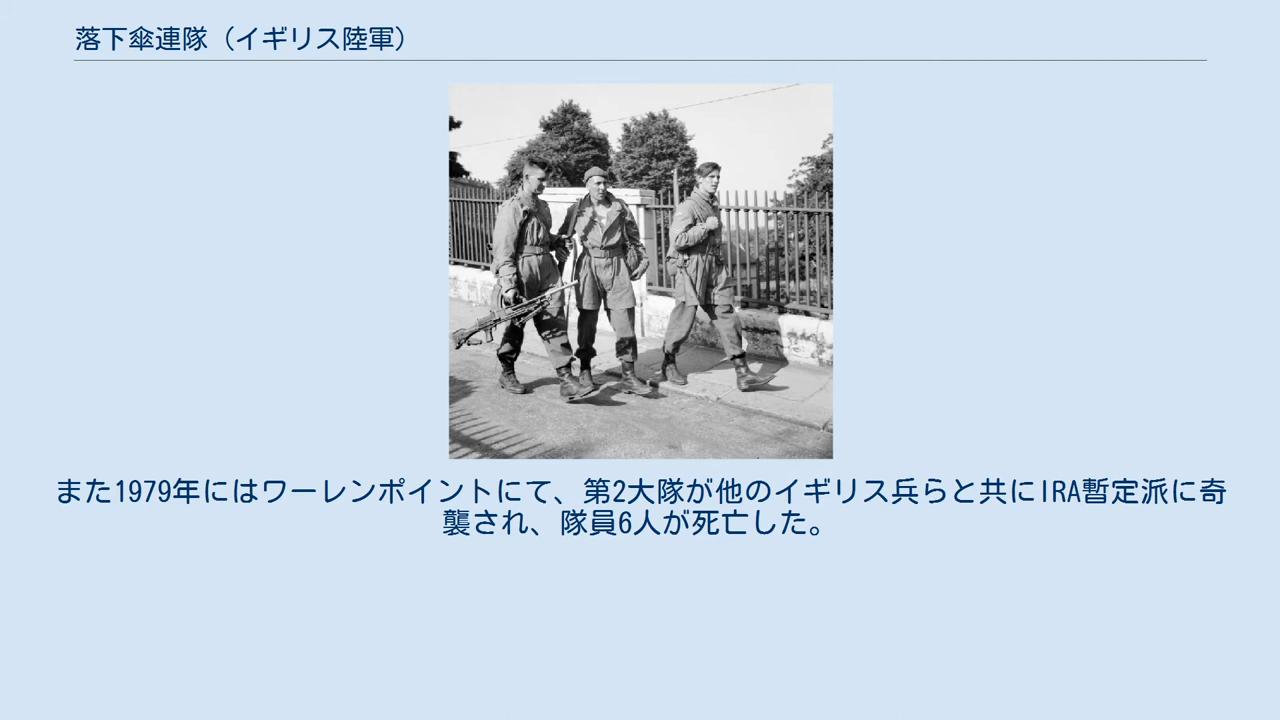 落下傘連隊（イギリス陸軍）
また1979年にはワーレンポイントにて、第2大隊が他のイギリス兵らと共にIRA暫定派に奇
襲され、隊員6人が死亡した。